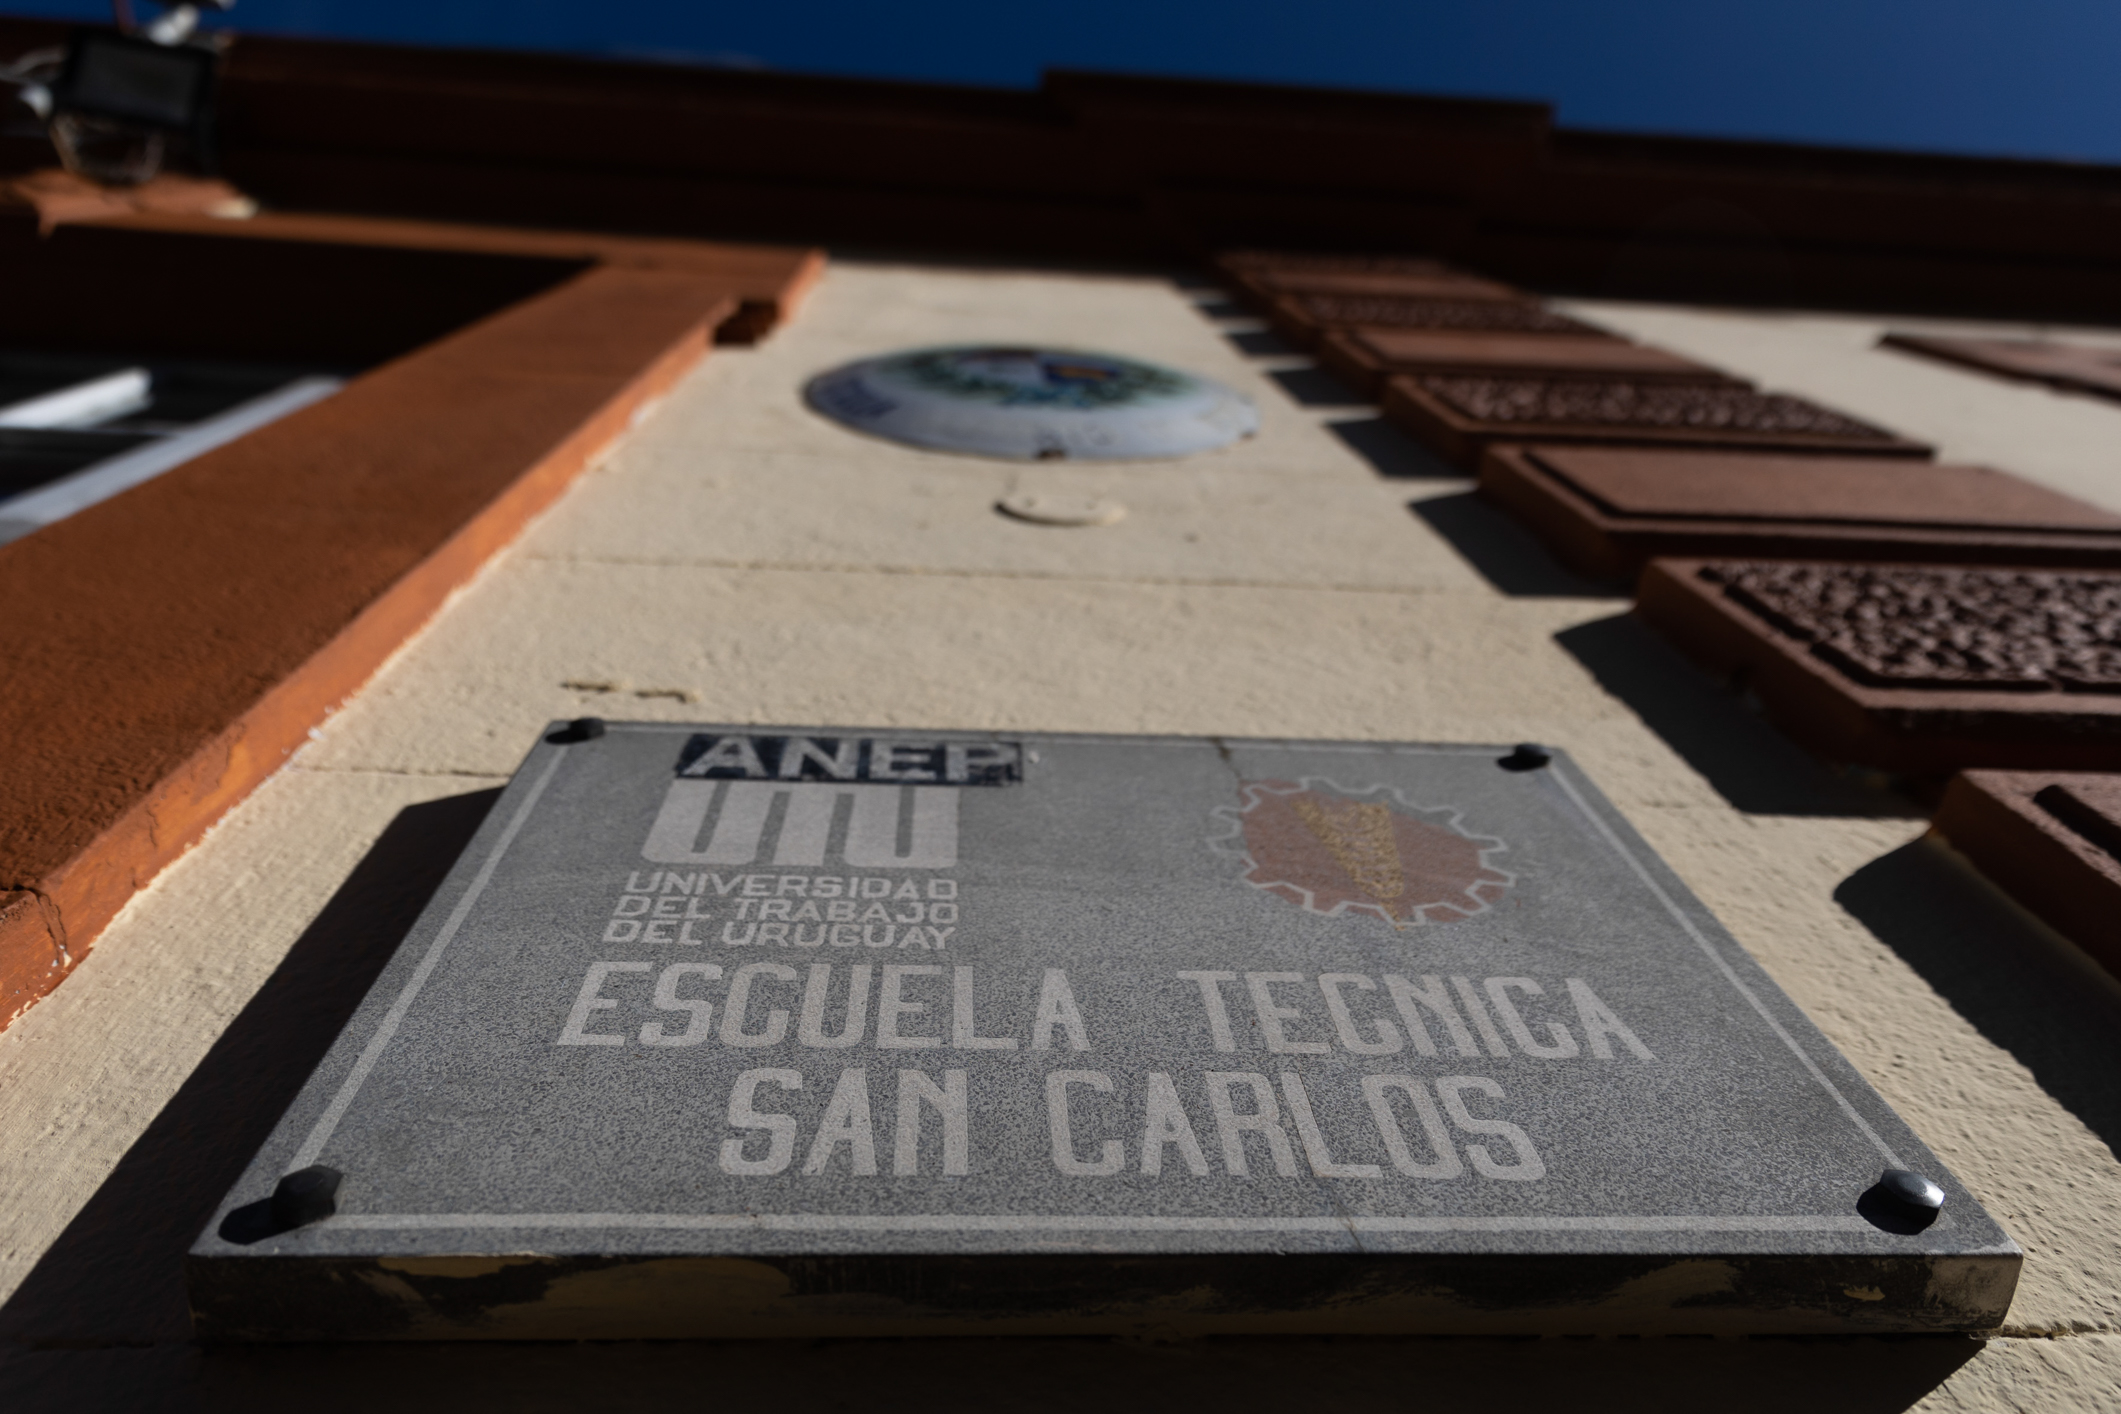 ANEP
UTU
UNIVERSIDAD
DEL TRABAJO
DEL URUGUAY
ESCUELA TECNICA
SAN CARLOS